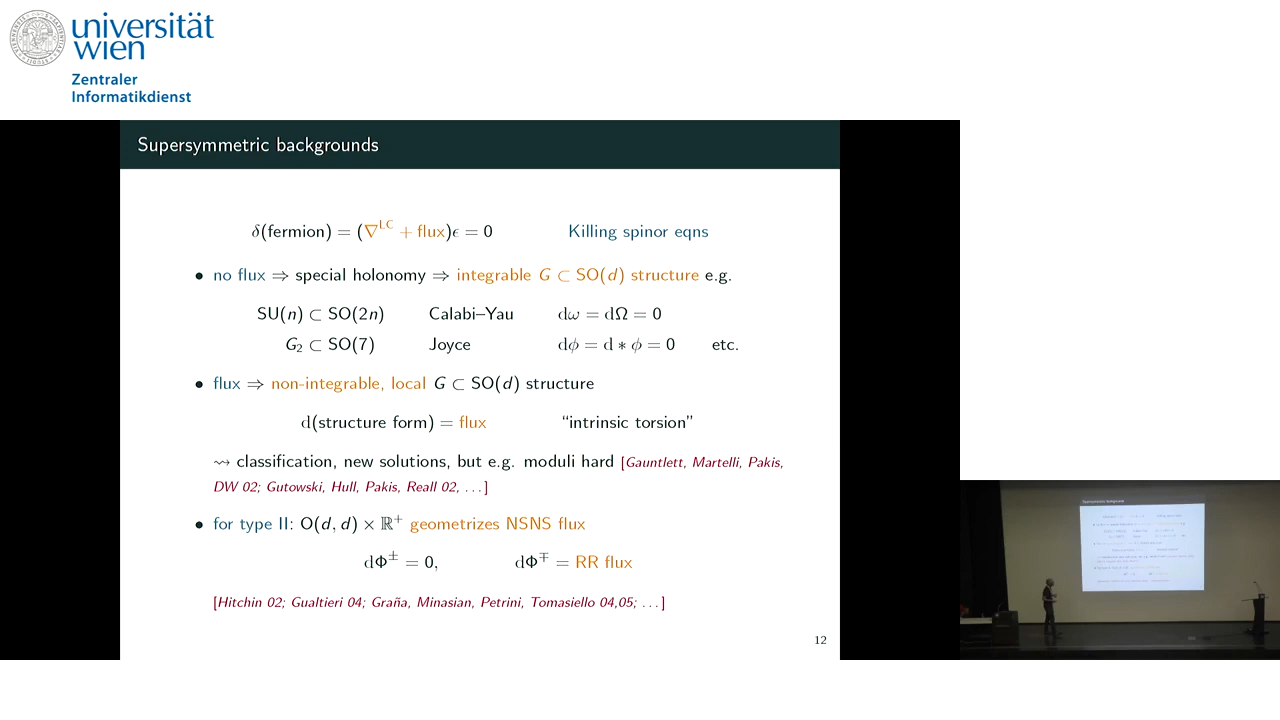 universität
wien
Zentraler
Informatikdienst
Supersymmetric backgrounds
δ(fermion) = (∇^LC + flux)ϵ = 0 Killing spinor eqns
• no flux ⇒ special holonomy ⇒ integrable G ⊂ SO(d) structure e.g.
SU(n) ⊂ SO(2n) Calabi–Yau dω = dΩ = 0
G₂ ⊂ SO(7) Joyce dϕ = d ∗ ϕ = 0 etc.
• flux ⇒ non-integrable, local G ⊂ SO(d) structure
d(structure form) = flux “intrinsic torsion”
⇝ classification, new solutions, but e.g. moduli hard [Gauntlett, Martelli, Pakis,
DW 02; Gutowski, Hull, Pakis, Reall 02, ...]
• for type II: O(d, d) × ℝ⁺ geometrizes NSNS flux
dΦ^± = 0, dΦ^∓ = RR flux
[Hitchin 02; Gualtieri 04; Graña, Minasian, Petrini, Tomasiello 04,05; ...]
12